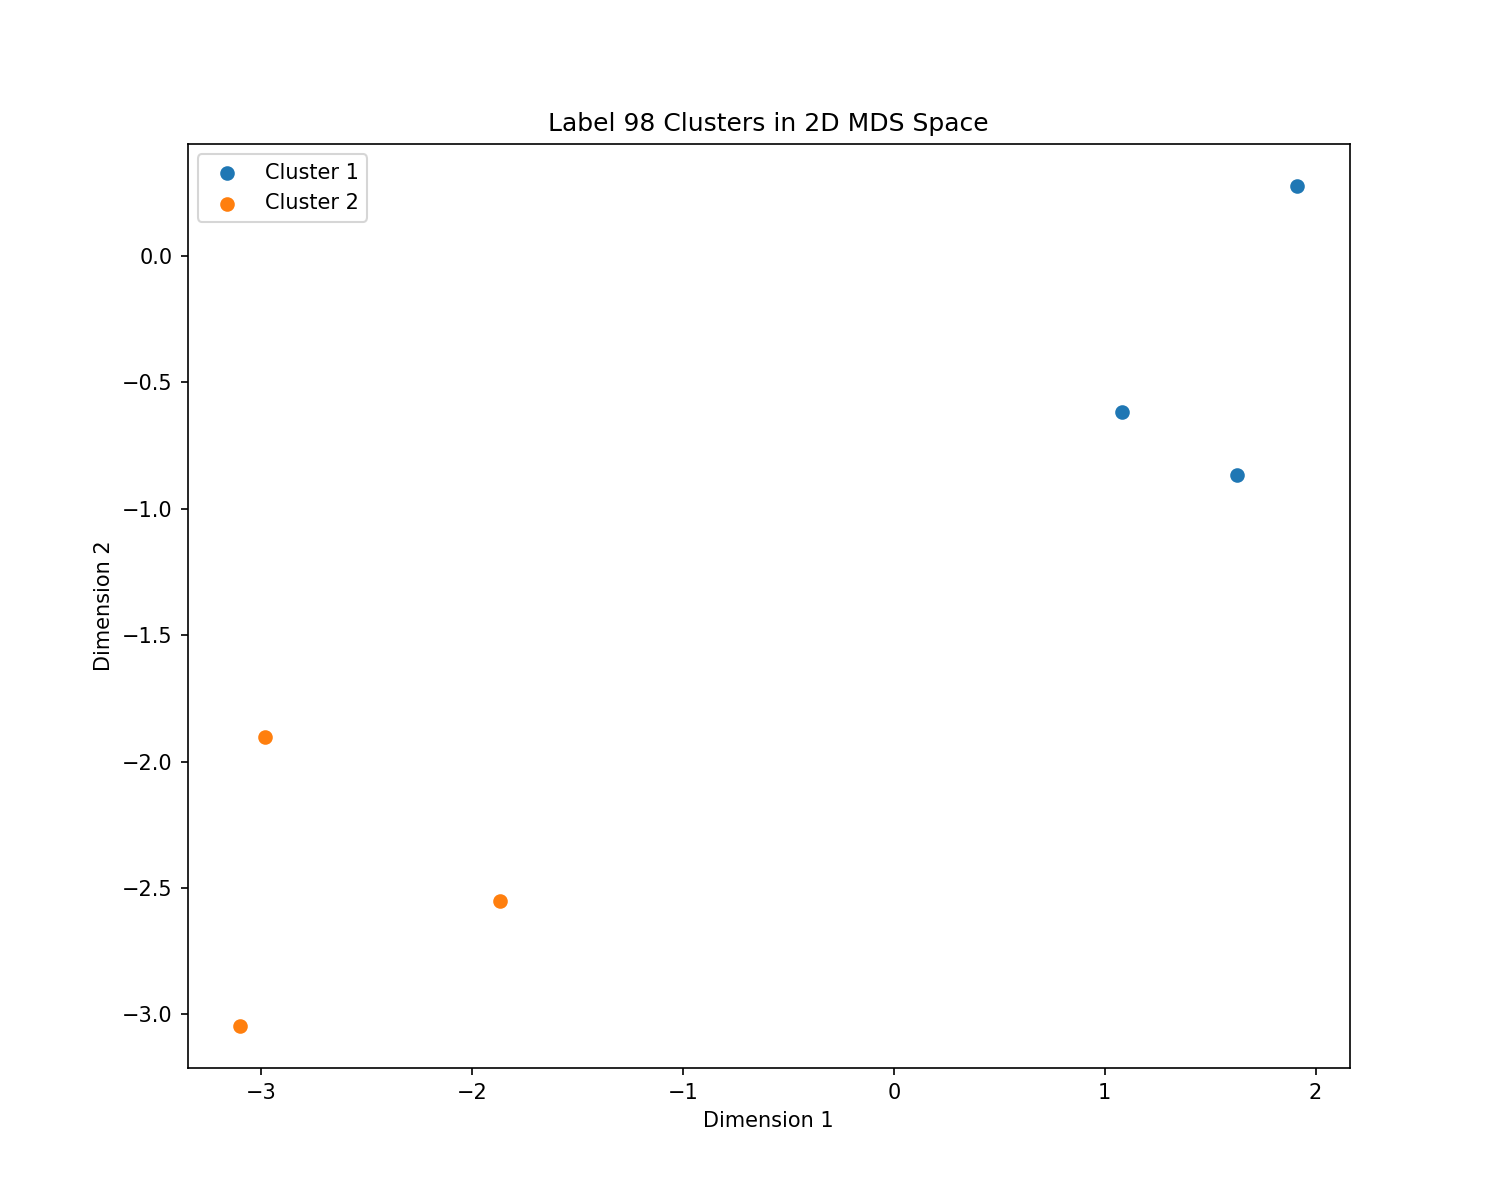 Label 98 Clusters in 2D MDS Space
Cluster 1
Cluster 2
0.0
−0.5
−1.0
−1.5
−2.0
−2.5
−3.0
Dimension 2
−3 −2 −1 0 1 2
Dimension 1